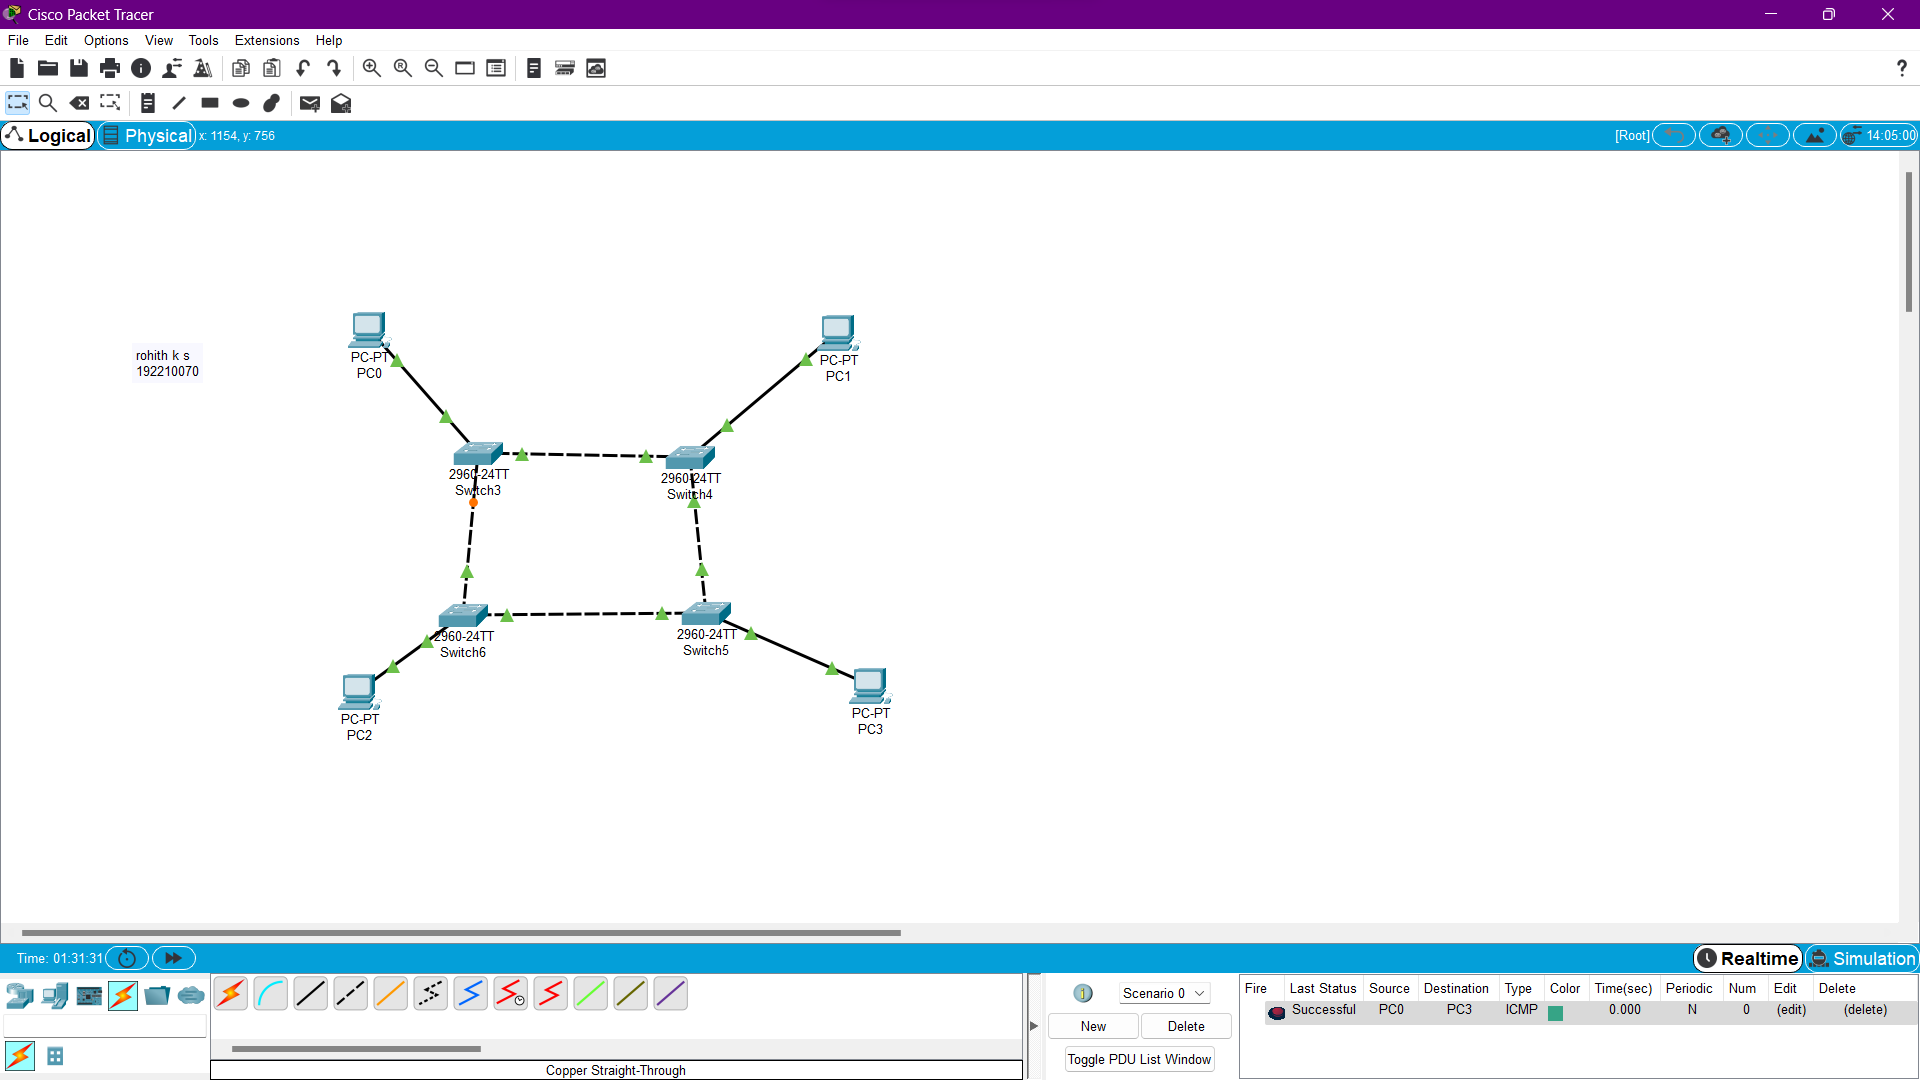 Cisco Packet Tracer
File Edit Options View Tools Extensions Help
?
Logical Physical x: 1154, y: 756 [Root] 14:05:00
rohith k s
192210070
PC-PT
PC0
PC-PT
PC1
2960-24TT
Switch3
2960-24TT
Switch4
2960-24TT
Switch6
2960-24TT
Switch5
PC-PT
PC2
PC-PT
PC3
Time: 01:31:31 Realtime Simulation
Scenario 0
New Delete
Toggle PDU List Window
Fire Last Status Source Destination Type Color Time(sec) Periodic Num Edit Delete
Successful PC0 PC3 ICMP 0.000 N 0 (edit) (delete)
Copper Straight-Through